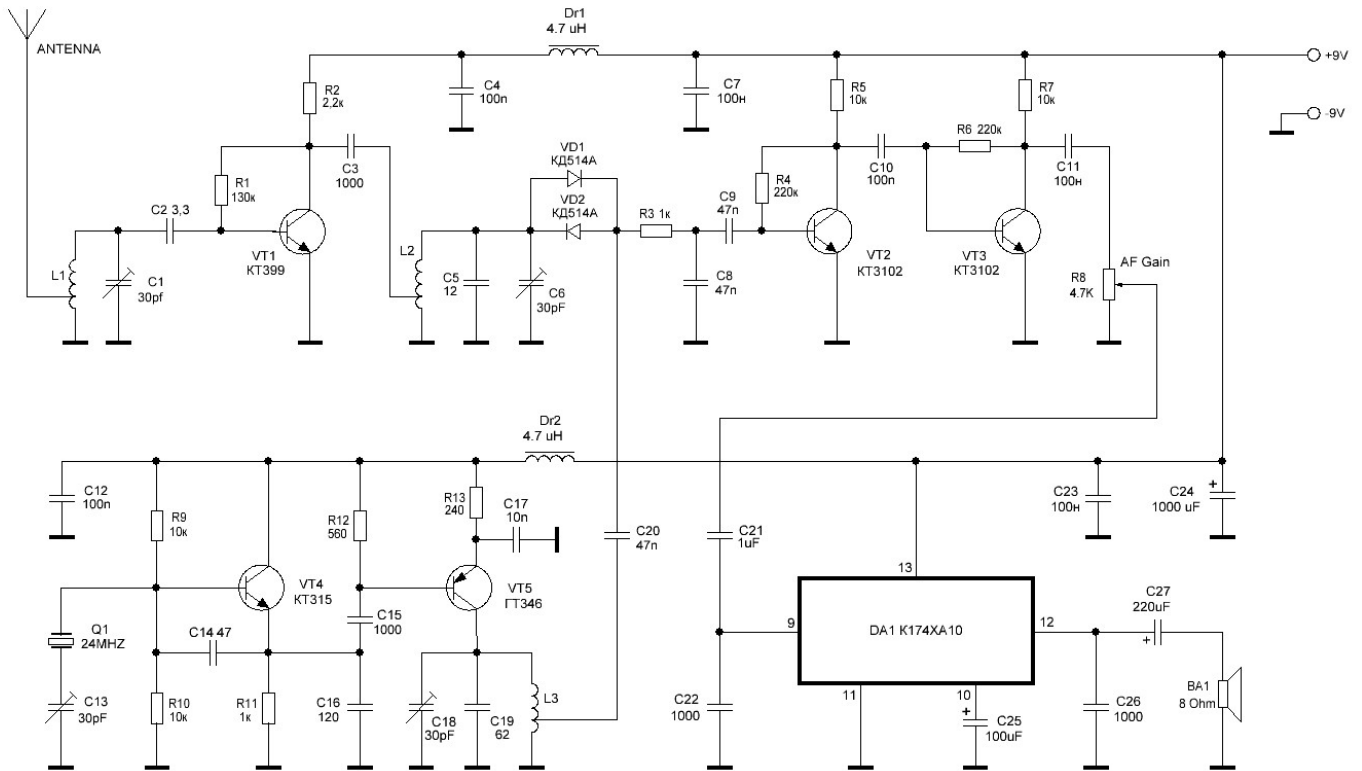 Dr1
4.7 uH
ANTENNA
+9V
-9V
R2
2,2к
C4
100n
C7
100н
R5
10к
R7
10к
R6 220к
C3
1000
VD1
КД514А
C10
100n
C11
100н
R1
130к
R4
220к
VD2
КД514А
C9
47n
C2 3,3
R3 1к
VT1
КТ399
L2
VT2
КТ3102
VT3
КТ3102
AF Gain
L1
C1
30pf
C5
12
C6
30pF
C8
47n
R8
4.7K
Dr2
4.7 uH
C12
100n
R9
10к
R12
560
R13
240
C17
10n
C20
47n
C21
1uF
C23
100н
+
C24
1000 uF
13
VT4
КТ315
VT5
ГТ346
C15
1000
Q1
24MHZ
C14 47
9
DA1 К174ХА10
12
C27
220uF
+
C13
30pF
R10
10к
R11
1к
C16
120
C18
30pF
C19
62
L3
C22
1000
11
10
+
C25
100uF
C26
1000
BA1
8 Ohm